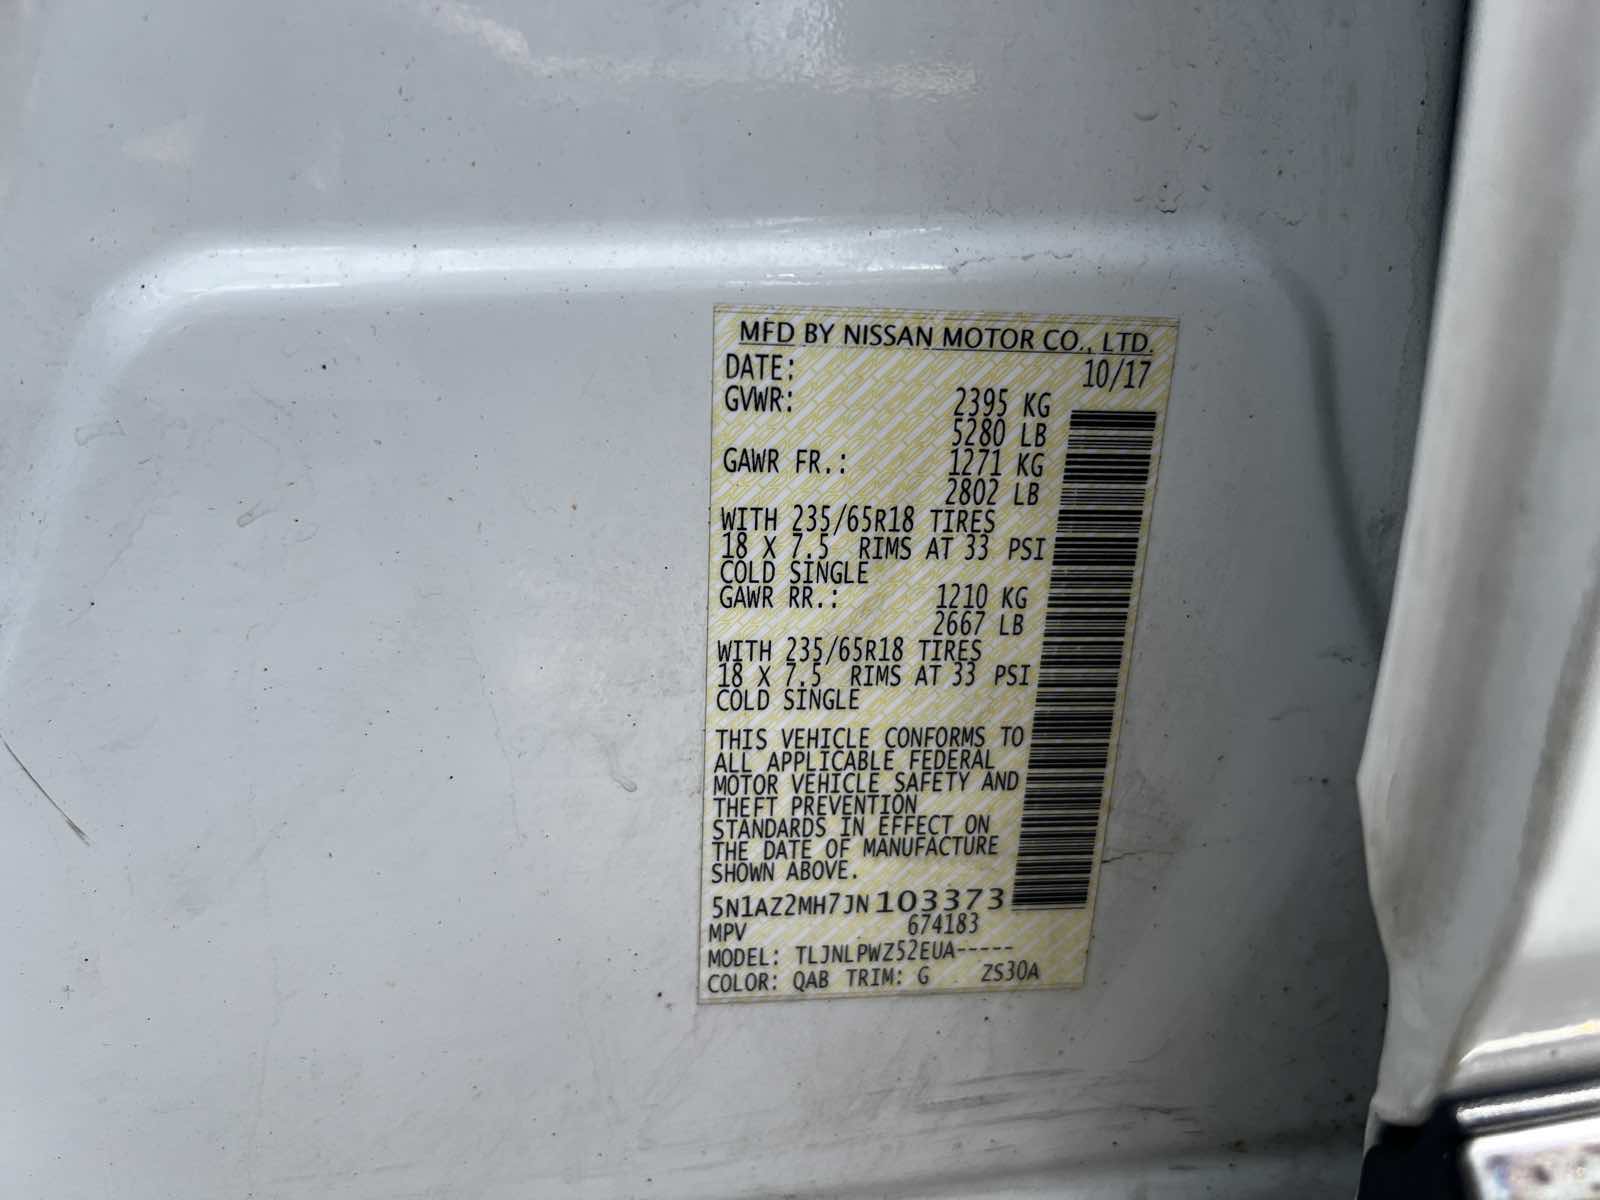 MFD BY NISSAN MOTOR CO., LTD.
DATE: 10/17
GVWR: 2395 KG
5280 LB
GAWR FR.: 1271 KG
2802 LB
WITH 235/65R18 TIRES
18 X 7.5 RIMS AT 33 PSI
COLD SINGLE
GAWR RR.: 1210 KG
2667 LB
WITH 235/65R18 TIRES
18 X 7.5 RIMS AT 33 PSI
COLD SINGLE
THIS VEHICLE CONFORMS TO
ALL APPLICABLE FEDERAL
MOTOR VEHICLE SAFETY AND
THEFT PREVENTION
STANDARDS IN EFFECT ON
THE DATE OF MANUFACTURE
SHOWN ABOVE.
5N1AZ2MH7JN103373
MPV 674183
MODEL: TLJNLPWZ52EUA-----
COLOR: QAB TRIM: G ZS30A